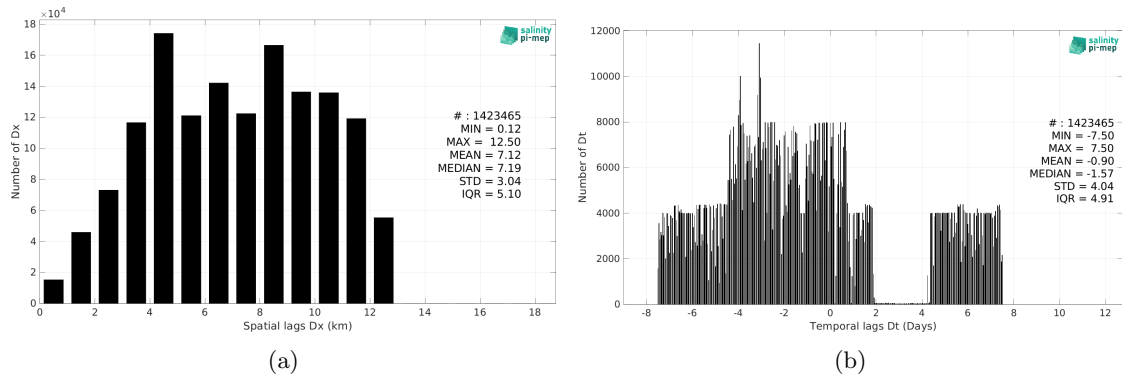 ×10⁴
18
16
14
12
10
8
6
4
2
0
Number of Dx
0 2 4 6 8 10 12 14 16 18
Spatial lags Dx (km)
salinity
pi-mep
# : 1423465
MIN = 0.12
MAX = 12.50
MEAN = 7.12
MEDIAN = 7.19
STD = 3.04
IQR = 5.10
(a)
12000
10000
8000
6000
4000
2000
0
Number of Dt
-8 -6 -4 -2 0 2 4 6 8 10 12
Temporal lags Dt (Days)
salinity
pi-mep
# : 1423465
MIN = -7.50
MAX = 7.50
MEAN = -0.90
MEDIAN = -1.57
STD = 4.04
IQR = 4.91
(b)